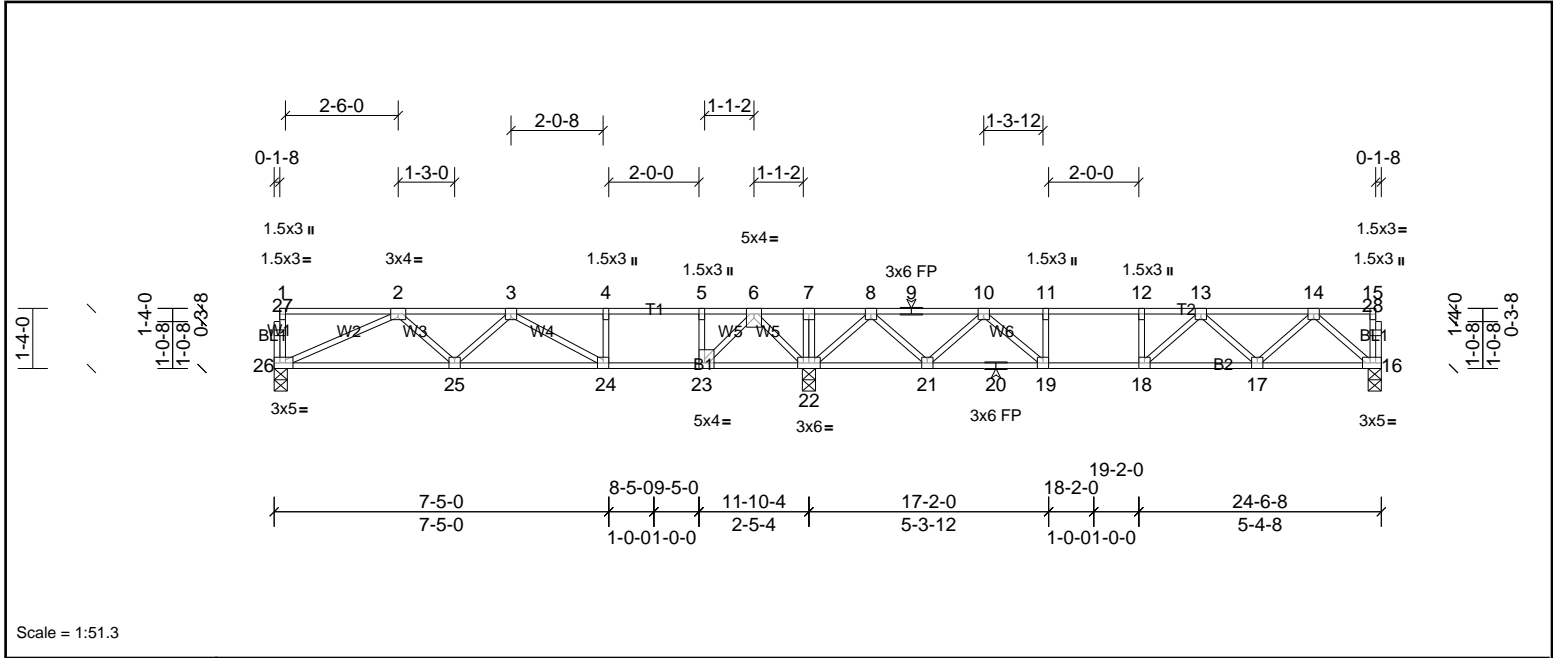 2-6-0
1-1-2
2-0-8
1-3-12
0-1-8
0-1-8
1-3-0
2-0-0
1-1-2
2-0-0
1.5x3 II
5x4 =
1.5x3 =
1.5x3 =
3x4 =
1.5x3 II
1.5x3 II
3x6 FP
1.5x3 II
1.5x3 II
1.5x3 II
1 2 3 4 5 6 7 8 9 10 11 12 13 14 15
27 T1 T2 28
W1 W2 W3 W4 W5 W5 W6
BL1 BL1
1-4-0
1-4-0
1-0-8
1-0-8
0-3-8
1-4-0
1-0-8
1-0-8
0-3-8
26 B1 B2 16
25 24 23 22 21 20 19 18 17
3x5 =
5x4 =
3x6 =
3x6 FP
3x5 =
19-2-0
8-5-0 9-5-0 18-2-0
7-5-0 11-10-4 17-2-0 24-6-8
7-5-0 2-5-4 5-3-12 5-4-8
1-0-0 1-0-0 1-0-0 1-0-0
Scale = 1:51.3